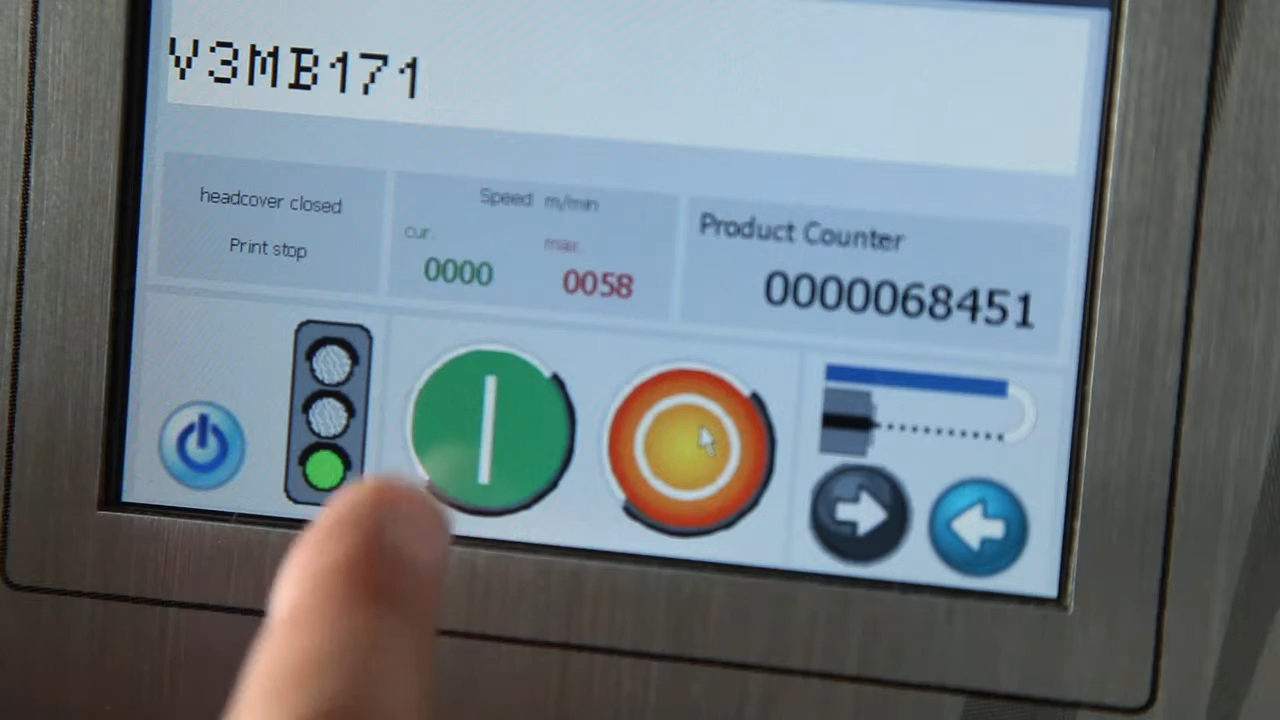 V3MB171
headcover closed
Print stop
Speed m/min
cur.
max.
0000
0058
Product Counter
0000068451